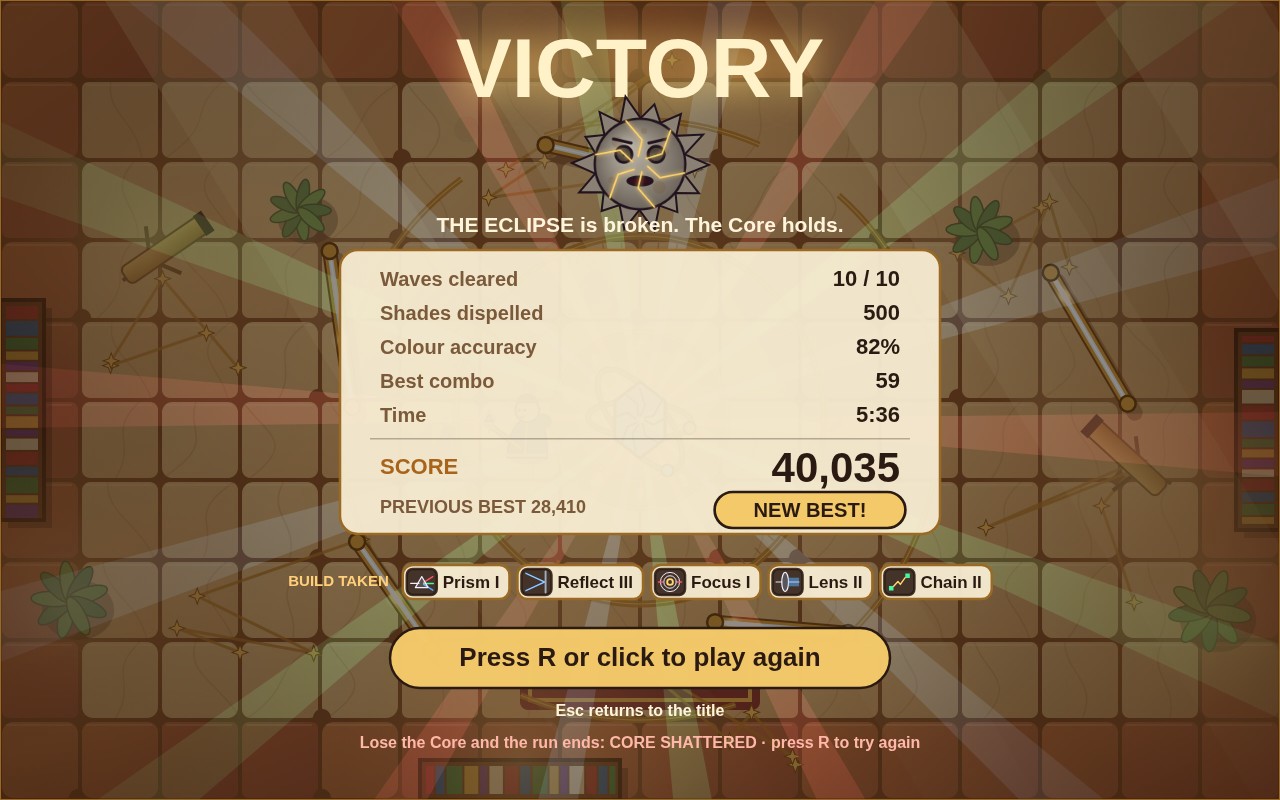 VICTORY
THE ECLIPSE is broken. The Core holds.
Waves cleared 10 / 10
Shades dispelled 500
Colour accuracy 82%
Best combo 59
Time 5:36
SCORE 40,035
PREVIOUS BEST 28,410 NEW BEST!
BUILD TAKEN Prism I Reflect III Focus I Lens II Chain II
Press R or click to play again
Esc returns to the title
Lose the Core and the run ends: CORE SHATTERED · press R to try again